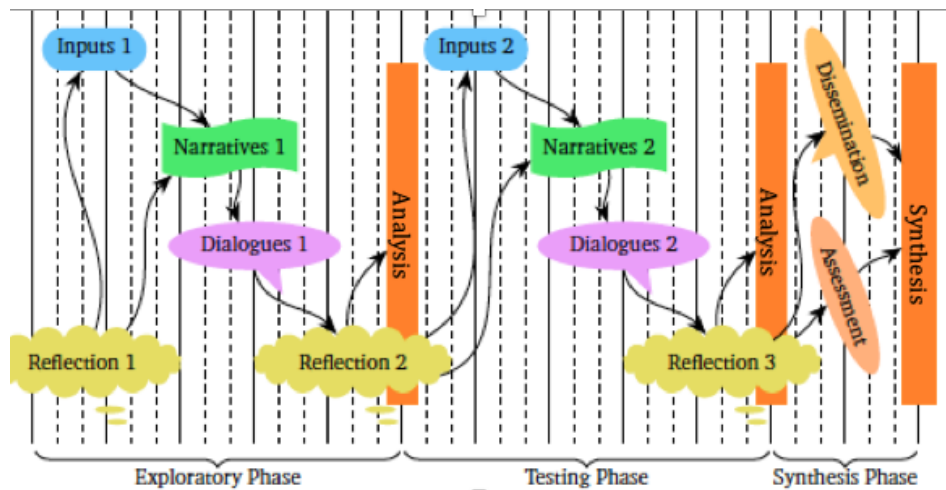 Inputs 1
Narratives 1
Dialogues 1
Reflection 1
Reflection 2
Analysis
Inputs 2
Narratives 2
Dialogues 2
Reflection 3
Analysis
Dissemination
Assessment
Synthesis
Exploratory Phase
Testing Phase
Synthesis Phase